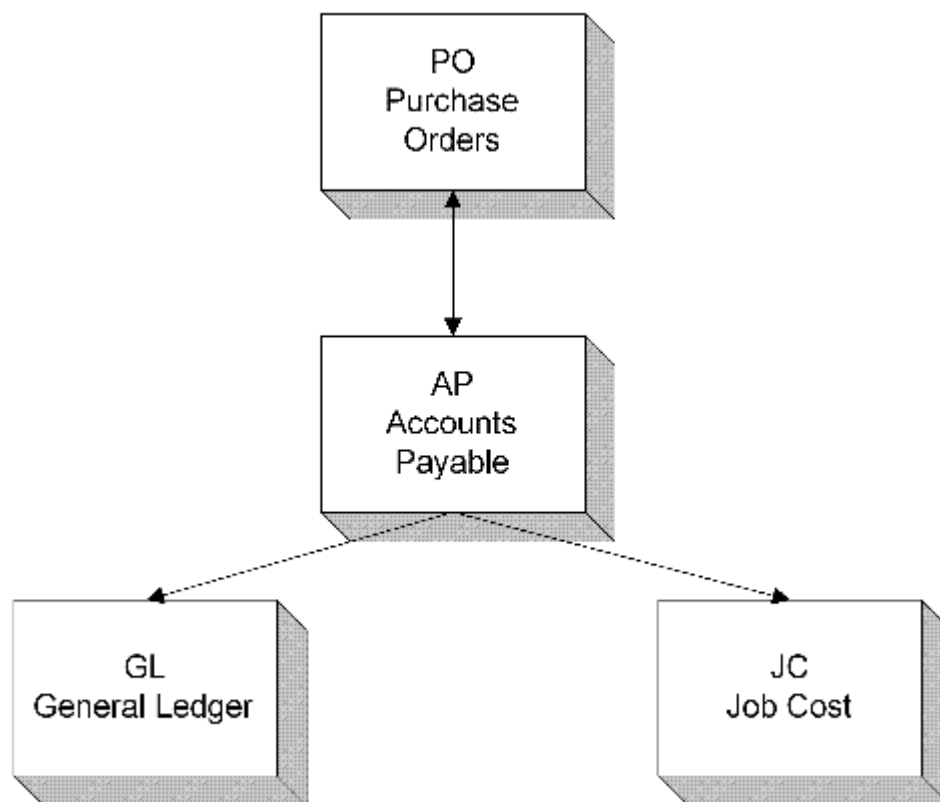 PO
Purchase
Orders
AP
Accounts
Payable
GL
General Ledger
JC
Job Cost